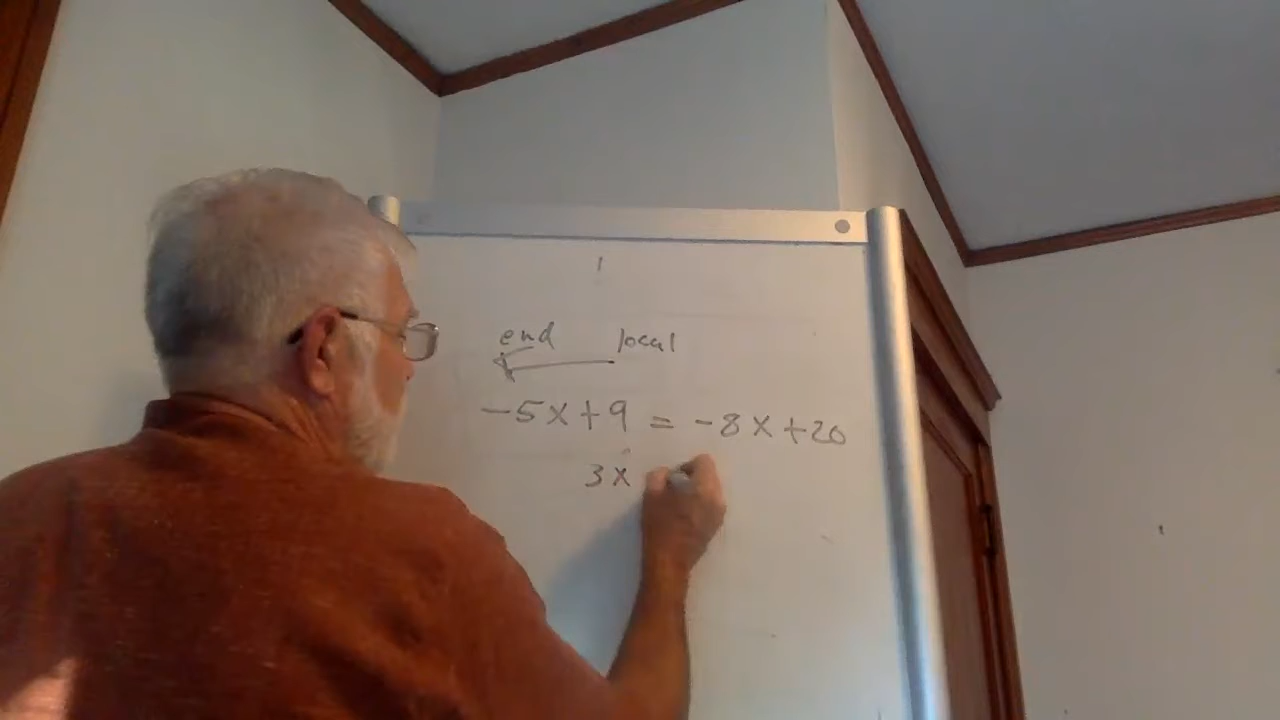 end local
-5x+9 = -8x+20
3x